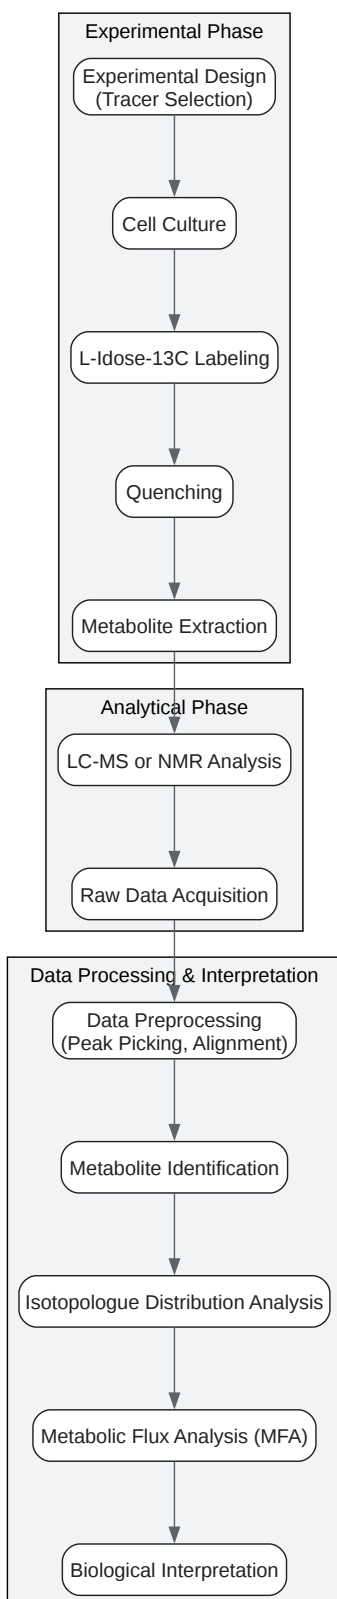 Experimental Phase
Experimental Design
(Tracer Selection)
Cell Culture
L-Idose-13C Labeling
Quenching
Metabolite Extraction
Analytical Phase
LC-MS or NMR Analysis
Raw Data Acquisition
Data Processing & Interpretation
Data Preprocessing
(Peak Picking, Alignment)
Metabolite Identification
Isotopologue Distribution Analysis
Metabolic Flux Analysis (MFA)
Biological Interpretation